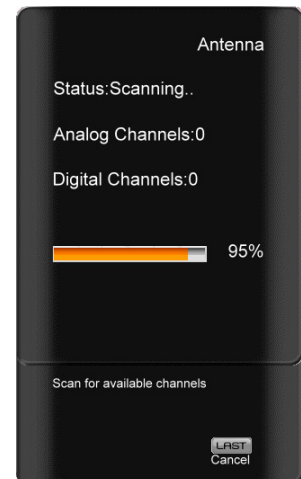 Antenna
Status:Scanning..
Analog Channels:0
Digital Channels:0
95%
Scan for available channels
LAST
Cancel